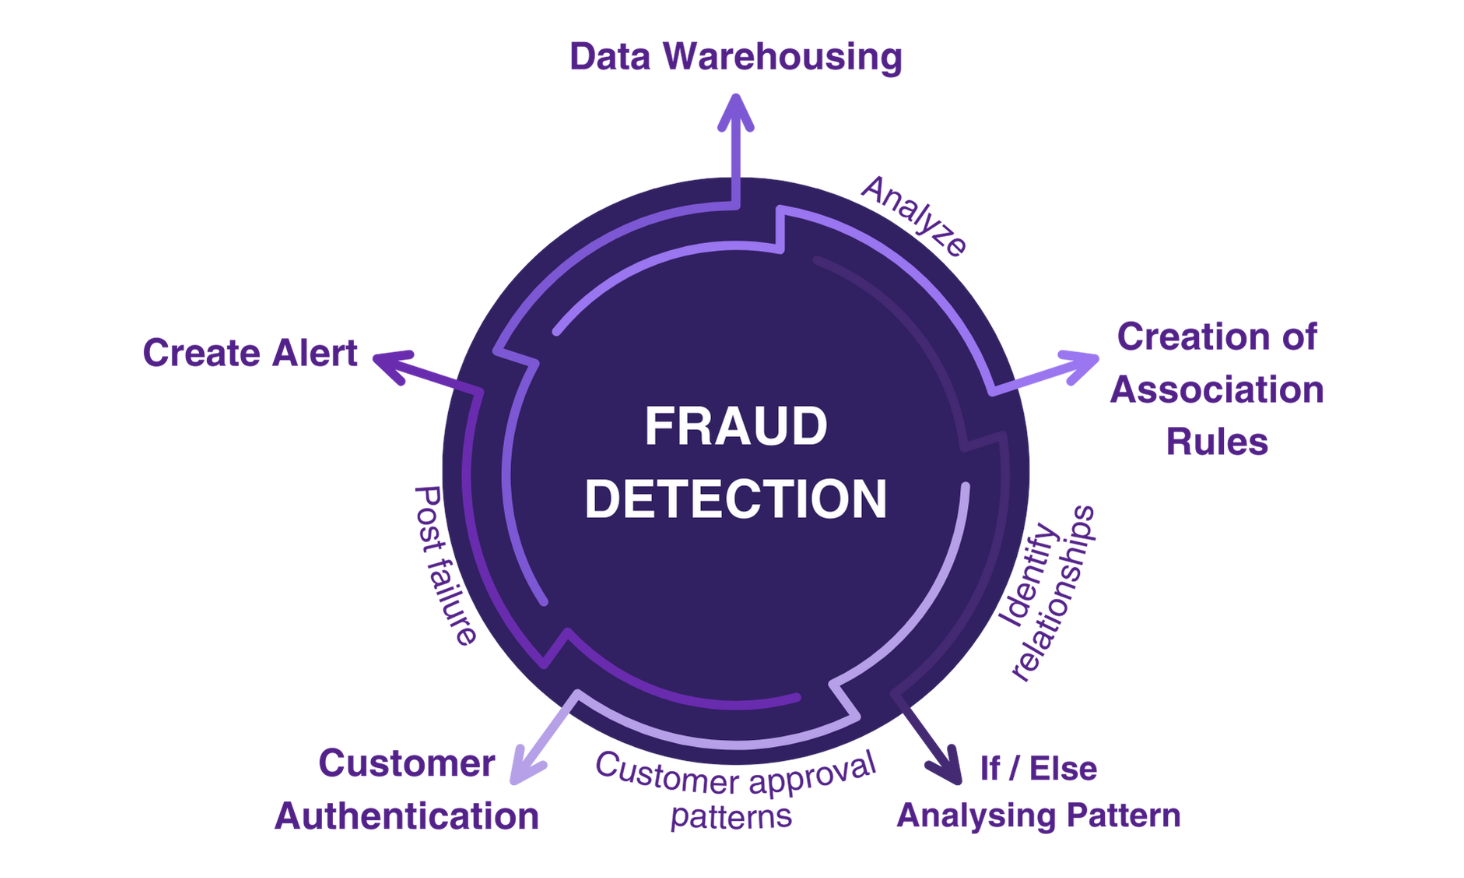 Data Warehousing
Analyze
Creation of
Association
Rules
Identify
relationships
If / Else
Analysing Pattern
Customer approval
patterns
Customer
Authentication
Post failure
Create Alert
FRAUD
DETECTION